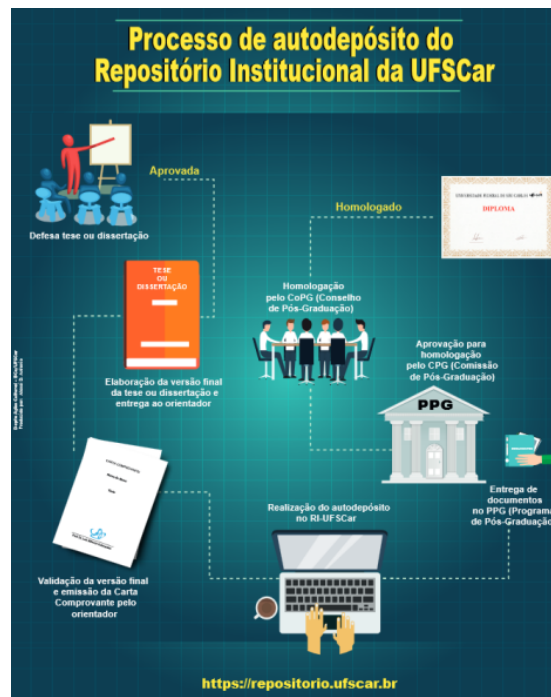 Processo de autodepósito do
Repositório Institucional da UFSCar
Aprovada
Defesa tese ou dissertação
Homologado
DIPLOMA
TESE
OU
DISSERTAÇÃO
Elaboração da versão final
da tese ou dissertação e
entrega ao orientador
Homologação
pelo CoPG (Conselho
de Pós-Graduação)
Aprovação para
homologação
pelo CPG (Comissão
de Pós-Graduação)
PPG
Entrega de
documentos
no PPG (Programa
de Pós-Graduação
Realização do autodepósito
no RI-UFSCar
Validação da versão final
e emissão da Carta
Comprovante pelo
orientador
https://repositorio.ufscar.br